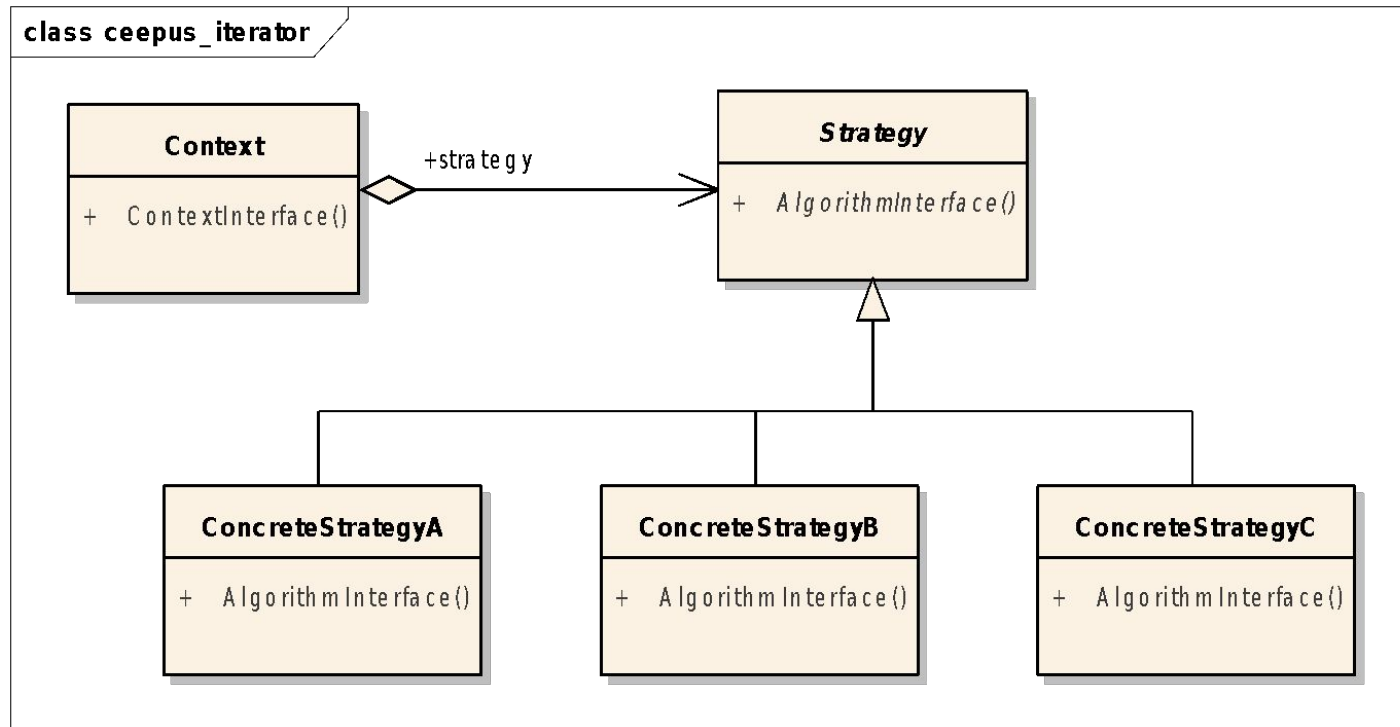 class ceepus_iterator
Context
+ ContextInterface()
+strategy
Strategy
+ AlgorithmInterface()
ConcreteStrategyA
+ AlgorithmInterface()
ConcreteStrategyB
+ AlgorithmInterface()
ConcreteStrategyC
+ AlgorithmInterface()